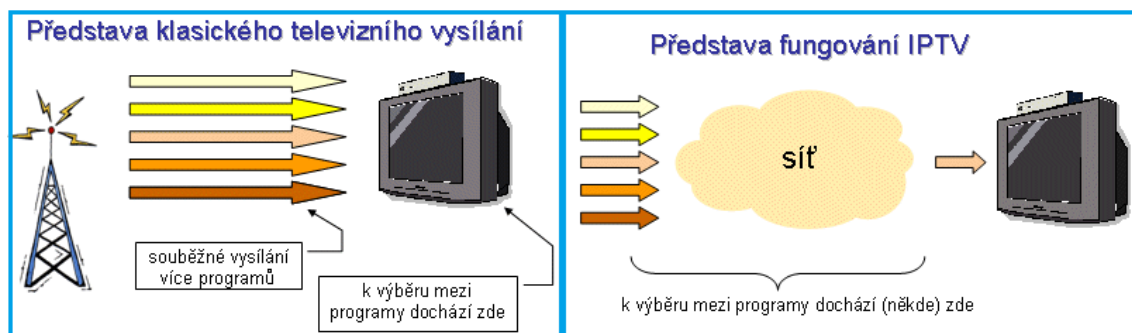 Představa klasického televizního vysílání
souběžné vysílání
více programů
k výběru mezi
programy dochází zde
Představa fungování IPTV
síť
k výběru mezi programy dochází (někde) zde